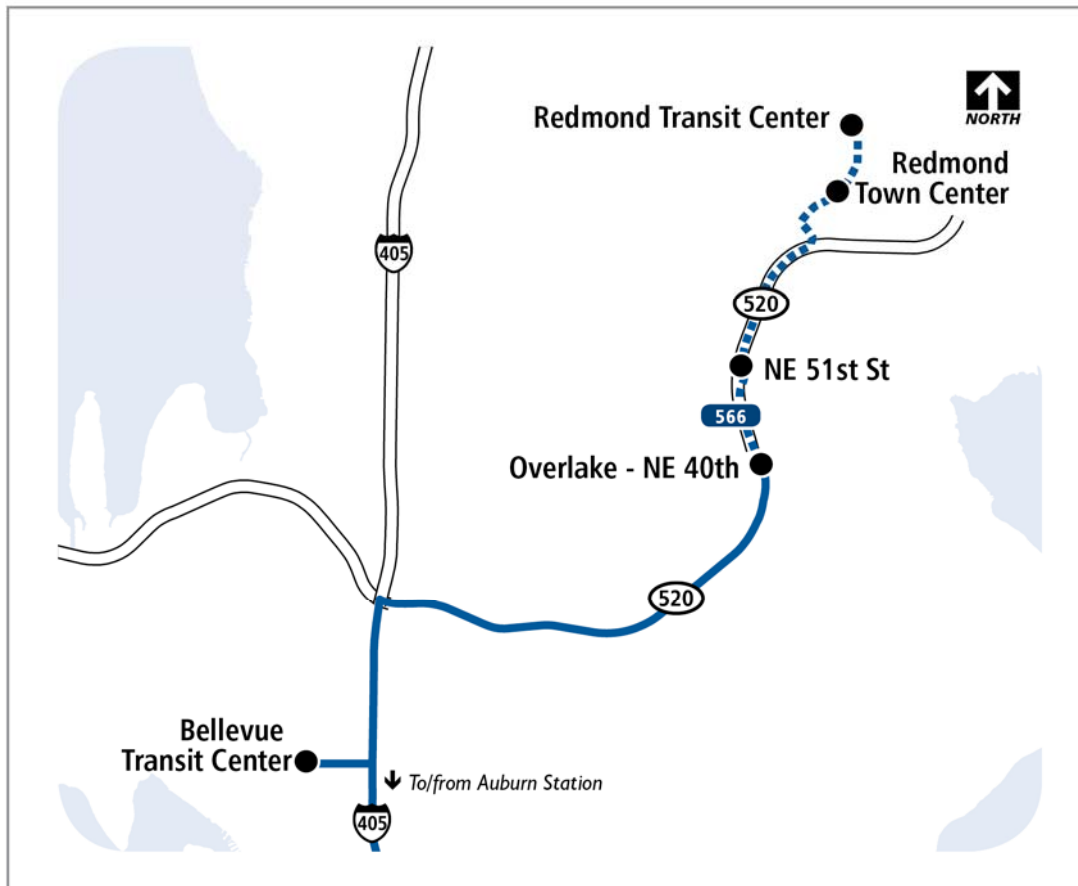 Redmond Transit Center
NORTH
Redmond
Town Center
405
520
NE 51st St
566
Overlake - NE 40th
520
Bellevue
Transit Center
To/from Auburn Station
405